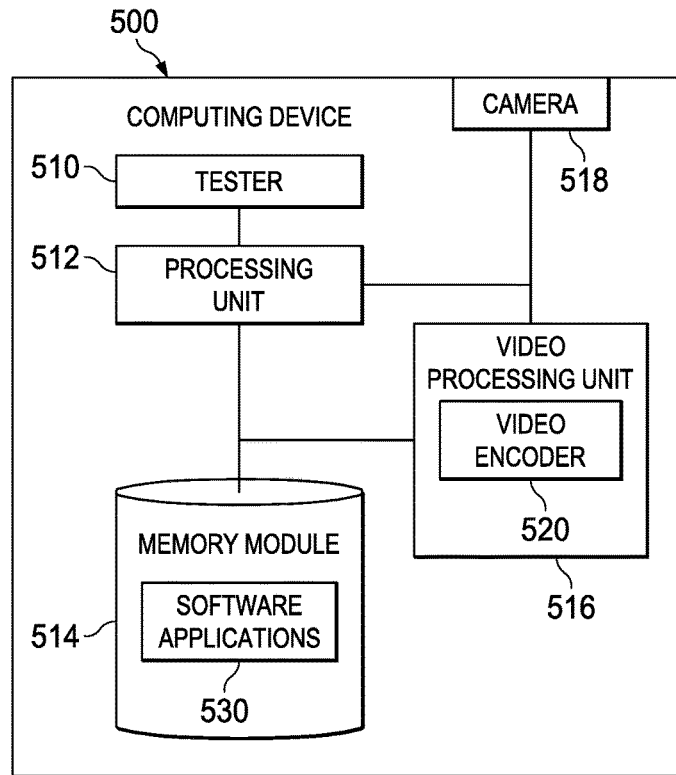 500
COMPUTING DEVICE
CAMERA
518
510
TESTER
512
PROCESSING
UNIT
VIDEO
PROCESSING UNIT
VIDEO
ENCODER
520
516
MEMORY MODULE
514
SOFTWARE
APPLICATIONS
530